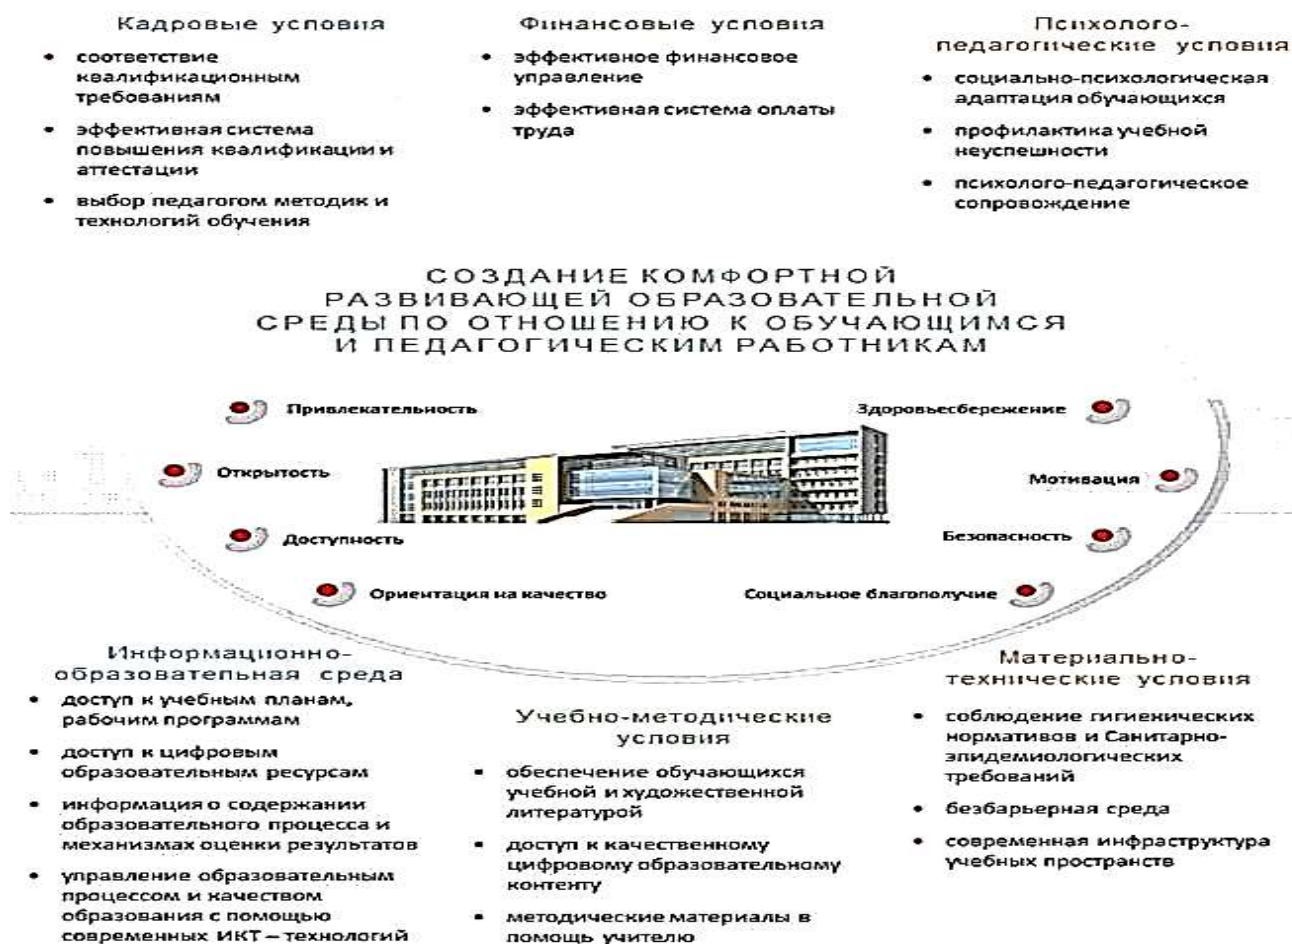 Кадровые условия
• соответствие
квалификационным
требованиям
• эффективная система
повышения квалификации и
аттестации
• выбор педагогом методик и
технологий обучения
Финансовые условия
• эффективное финансовое
управление
• эффективная система оплаты
труда
Психолого-
педагогические условия
• социально-психологическая
адаптация обучающихся
• профилактика учебной
неуспешности
• психолого-педагогическое
сопровождение
СОЗДАНИЕ КОМФОРТНОЙ
РАЗВИВАЮЩЕЙ ОБРАЗОВАТЕЛЬНОЙ
СРЕДЫ ПО ОТНОШЕНИЮ К ОБУЧАЮЩИМСЯ
И ПЕДАГОГИЧЕСКИМ РАБОТНИКАМ
Привлекательность
Открытость
Доступность
Ориентация на качество
Здоровьесбережение
Мотивация
Безопасность
Социальное благополучие
Информационно-
образовательная среда
• доступ к учебным планам,
рабочим программам
• доступ к цифровым
образовательным ресурсам
• информация о содержании
образовательного процесса и
механизмах оценки результатов
• управление образовательным
процессом и качеством
образования с помощью
современных ИКТ – технологий
Учебно-методические
условия
• обеспечение обучающихся
учебной и художественной
литературой
• доступ к качественному
цифровому образовательному
контенту
• методические материалы в
помощь учителю
Материально-
технические условия
• соблюдение гигиенических
нормативов и Санитарно-
эпидемиологических
требований
• безбарьерная среда
• современная инфраструктура
учебных пространств